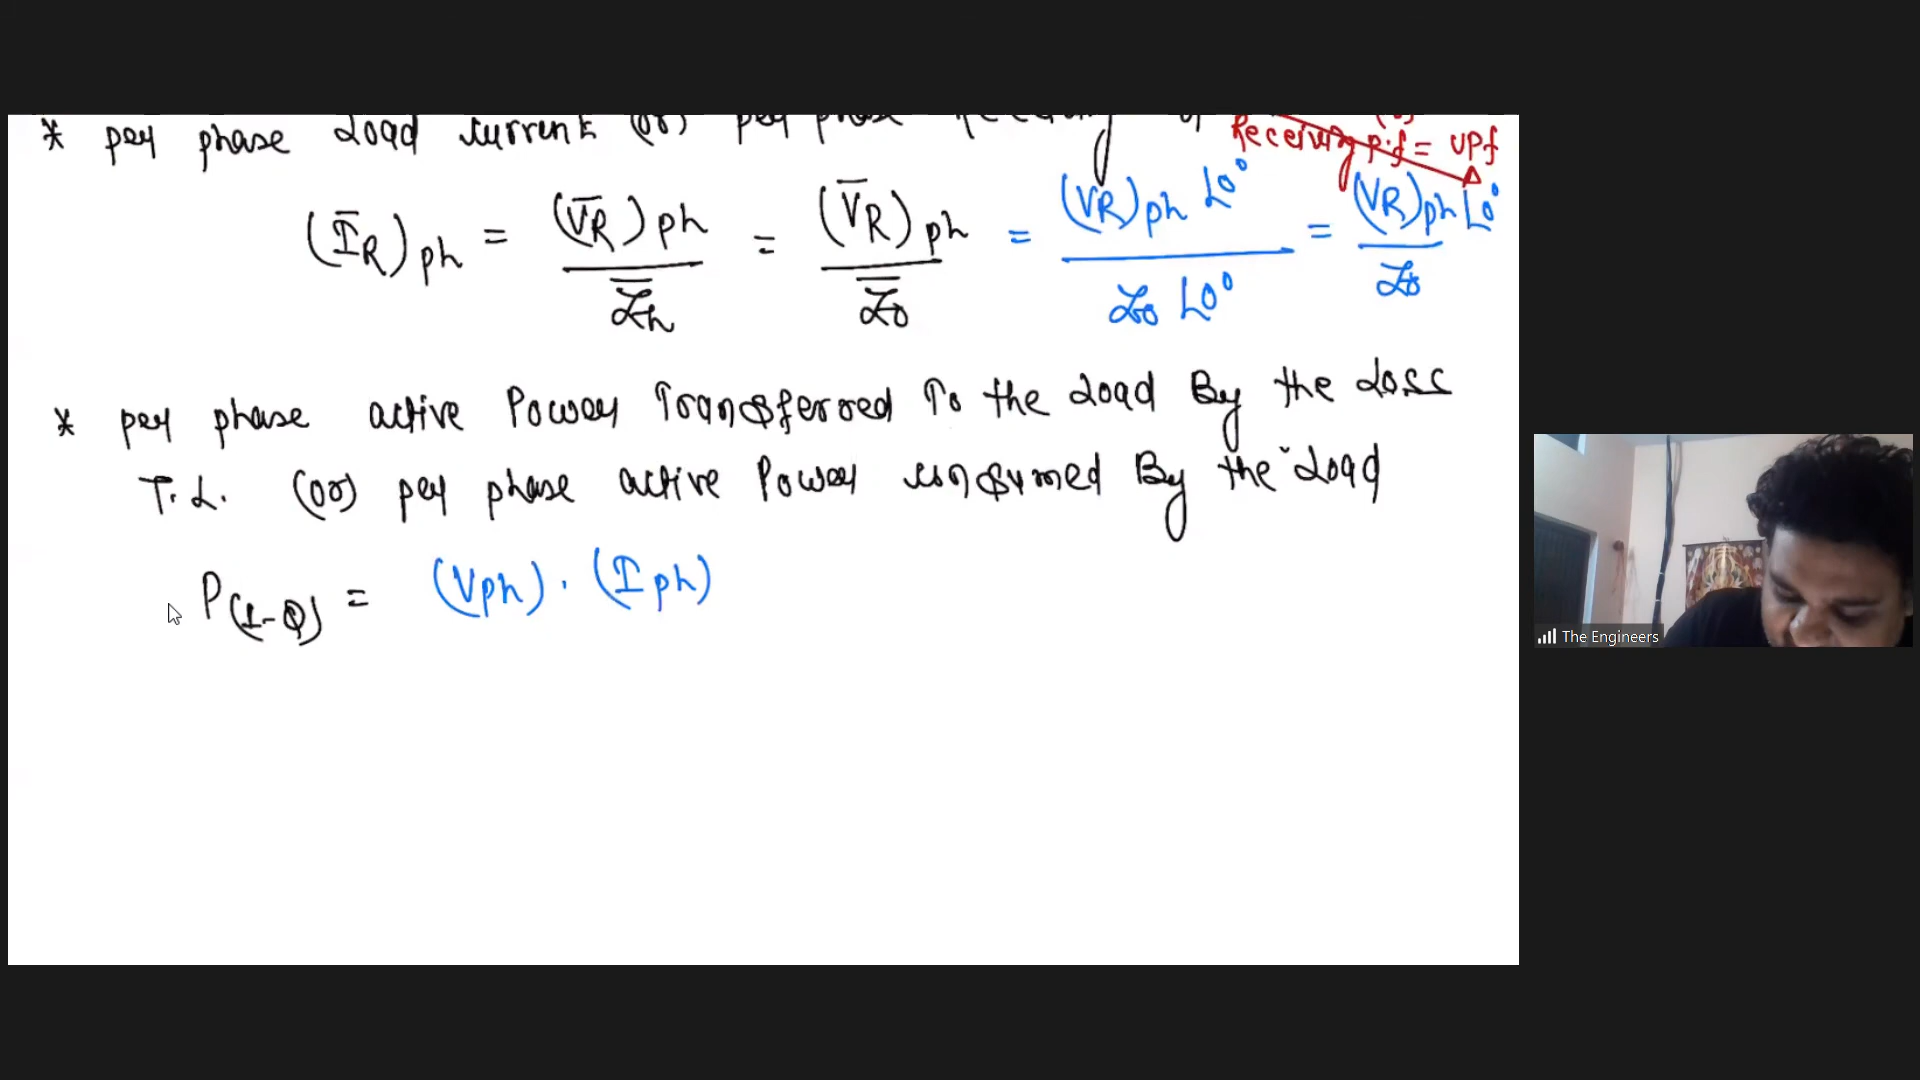 * per phase Load current (or) per phase
Receiving p.f = upf
(I̅R)ph = (V̅R)ph / Z̅L = (V̅R)ph / Z̅0 = (VR)ph ∠0° / Z0 ∠0° = (VR)ph ∠0° / Z0
* per phase active Power Transferred To the Load By the Loss
T.L. (or) per phase active Power consumed By the Load
P(1-Φ) = (Vph) . (Iph)
The Engineers